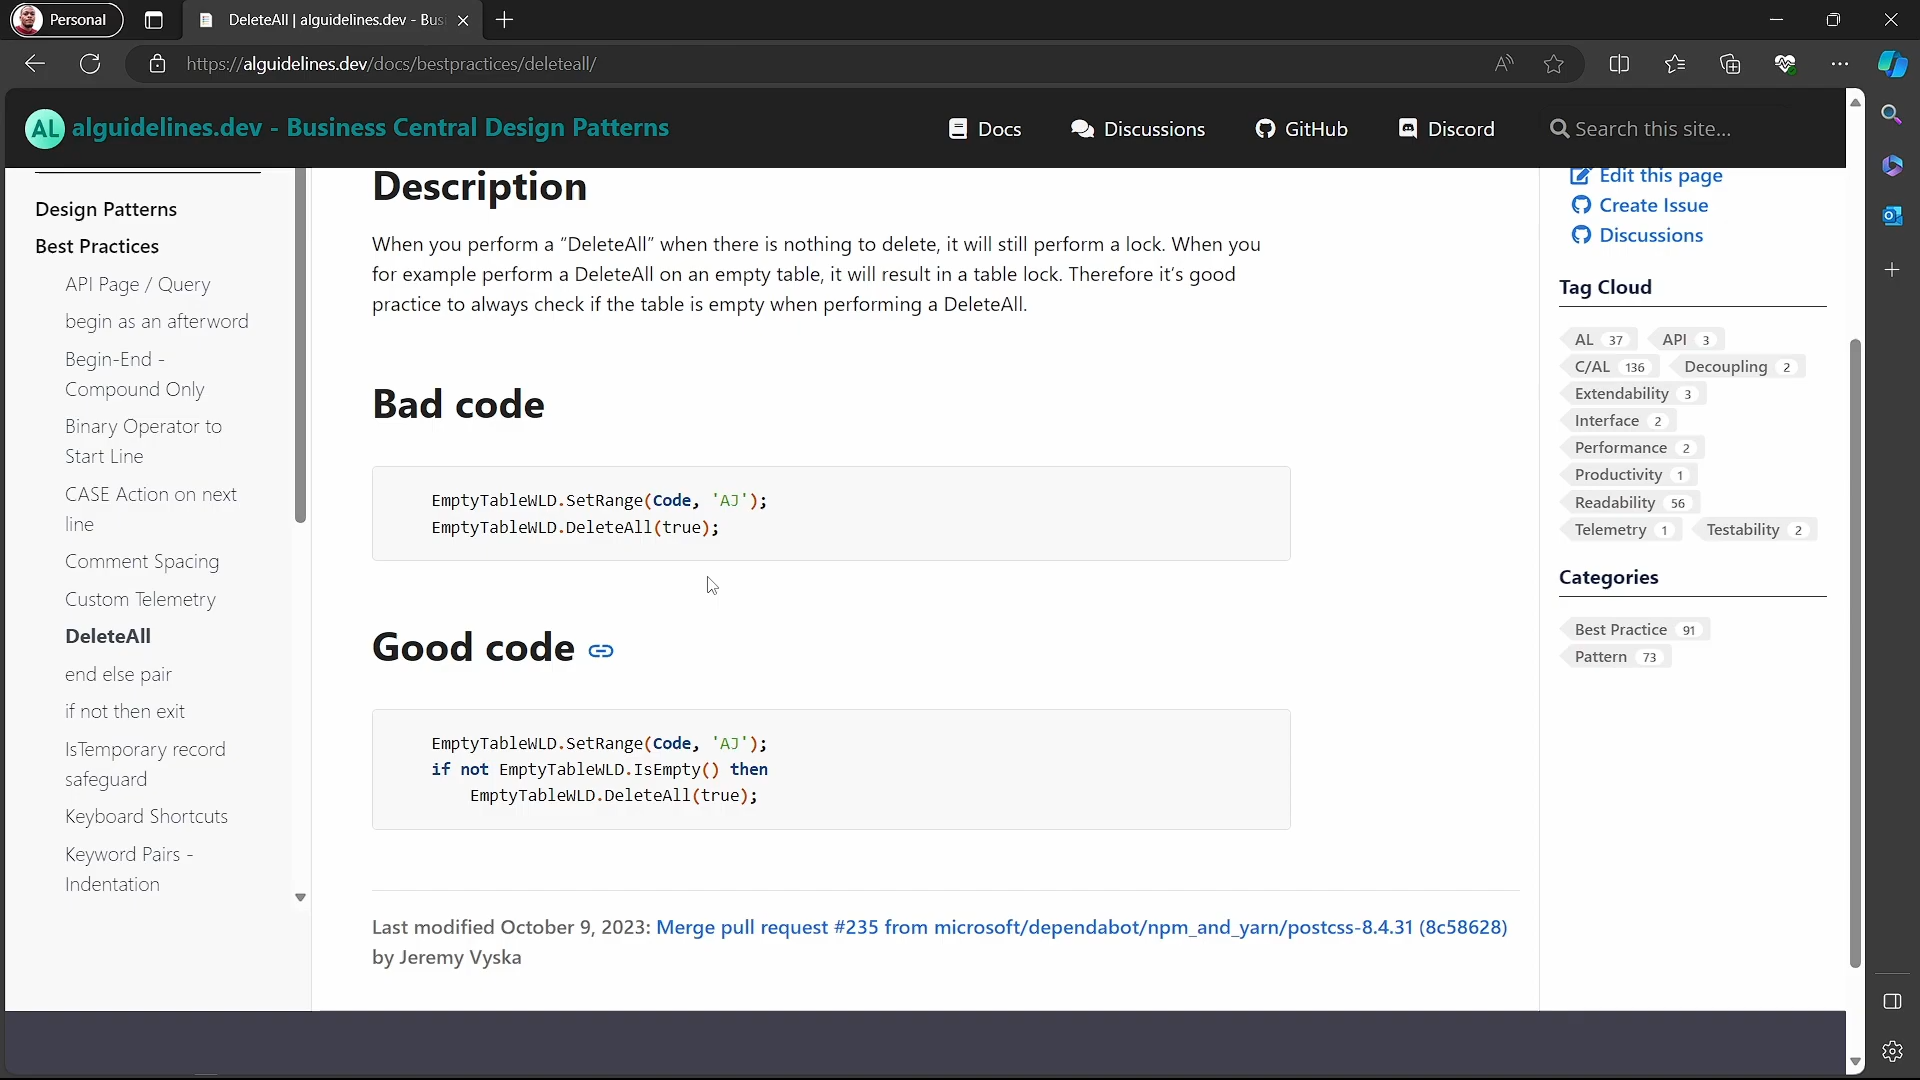 Personal
DeleteAll | alguidelines.dev - Bus
https://alguidelines.dev/docs/bestpractices/deleteall/
AL alguidelines.dev - Business Central Design Patterns
Docs
Discussions
GitHub
Discord
Search this site...
Design Patterns
Best Practices
API Page / Query
begin as an afterword
Begin-End -
Compound Only
Binary Operator to
Start Line
CASE Action on next
line
Comment Spacing
Custom Telemetry
DeleteAll
end else pair
if not then exit
IsTemporary record
safeguard
Keyboard Shortcuts
Keyword Pairs -
Indentation
Description
When you perform a “DeleteAll” when there is nothing to delete, it will still perform a lock. When you
for example perform a DeleteAll on an empty table, it will result in a table lock. Therefore it’s good
practice to always check if the table is empty when performing a DeleteAll.
Bad code
EmptyTableWLD.SetRange(Code, 'AJ');
EmptyTableWLD.DeleteAll(true);
Good code
EmptyTableWLD.SetRange(Code, 'AJ');
if not EmptyTableWLD.IsEmpty() then
EmptyTableWLD.DeleteAll(true);
Last modified October 9, 2023: Merge pull request #235 from microsoft/dependabot/npm_and_yarn/postcss-8.4.31 (8c58628)
by Jeremy Vyska
Edit this page
Create Issue
Discussions
Tag Cloud
AL 37 API 3
C/AL 136 Decoupling 2
Extendability 3
Interface 2
Performance 2
Productivity 1
Readability 56
Telemetry 1 Testability 2
Categories
Best Practice 91
Pattern 73